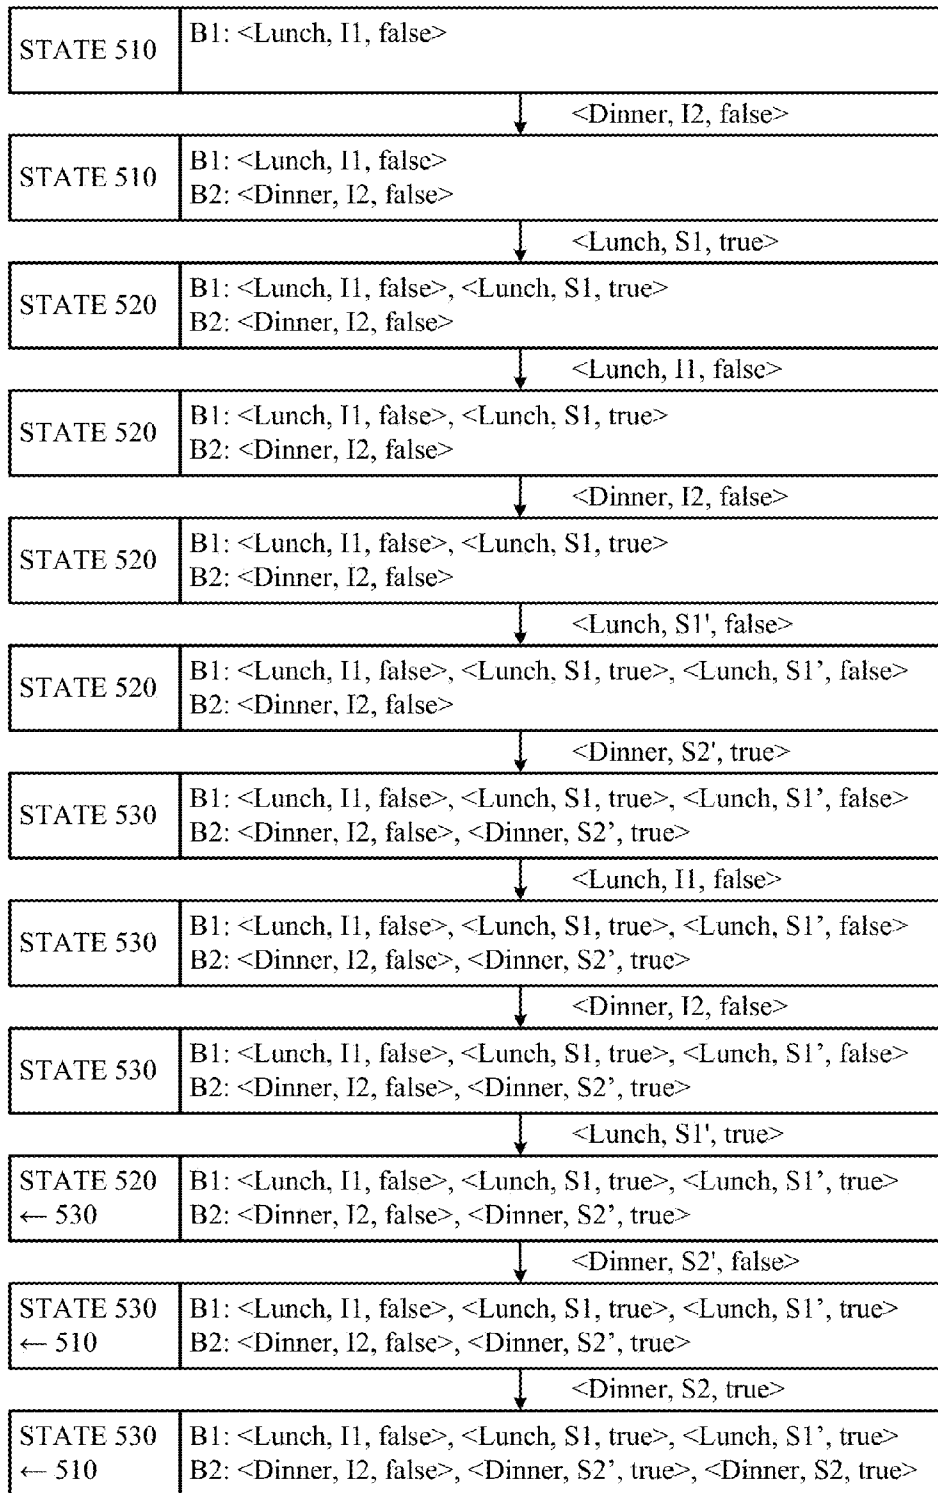 STATE 510
B1: <Lunch, I1, false>
<Dinner, I2, false>
STATE 510
B1: <Lunch, I1, false>
B2: <Dinner, I2, false>
<Lunch, S1, true>
STATE 520
B1: <Lunch, I1, false>, <Lunch, S1, true>
B2: <Dinner, I2, false>
<Lunch, I1, false>
STATE 520
B1: <Lunch, I1, false>, <Lunch, S1, true>
B2: <Dinner, I2, false>
<Dinner, I2, false>
STATE 520
B1: <Lunch, I1, false>, <Lunch, S1, true>
B2: <Dinner, I2, false>
<Lunch, S1', false>
STATE 520
B1: <Lunch, I1, false>, <Lunch, S1, true>, <Lunch, S1’, false>
B2: <Dinner, I2, false>
<Dinner, S2', true>
STATE 530
B1: <Lunch, I1, false>, <Lunch, S1, true>, <Lunch, S1’, false>
B2: <Dinner, I2, false>, <Dinner, S2’, true>
<Lunch, I1, false>
STATE 530
B1: <Lunch, I1, false>, <Lunch, S1, true>, <Lunch, S1’, false>
B2: <Dinner, I2, false>, <Dinner, S2’, true>
<Dinner, I2, false>
STATE 530
B1: <Lunch, I1, false>, <Lunch, S1, true>, <Lunch, S1’, false>
B2: <Dinner, I2, false>, <Dinner, S2’, true>
<Lunch, S1', true>
STATE 520
← 530
B1: <Lunch, I1, false>, <Lunch, S1, true>, <Lunch, S1’, true>
B2: <Dinner, I2, false>, <Dinner, S2’, true>
<Dinner, S2', false>
STATE 530
← 510
B1: <Lunch, I1, false>, <Lunch, S1, true>, <Lunch, S1’, true>
B2: <Dinner, I2, false>, <Dinner, S2’, true>
<Dinner, S2, true>
STATE 530
← 510
B1: <Lunch, I1, false>, <Lunch, S1, true>, <Lunch, S1’, true>
B2: <Dinner, I2, false>, <Dinner, S2’, true>, <Dinner, S2, true>